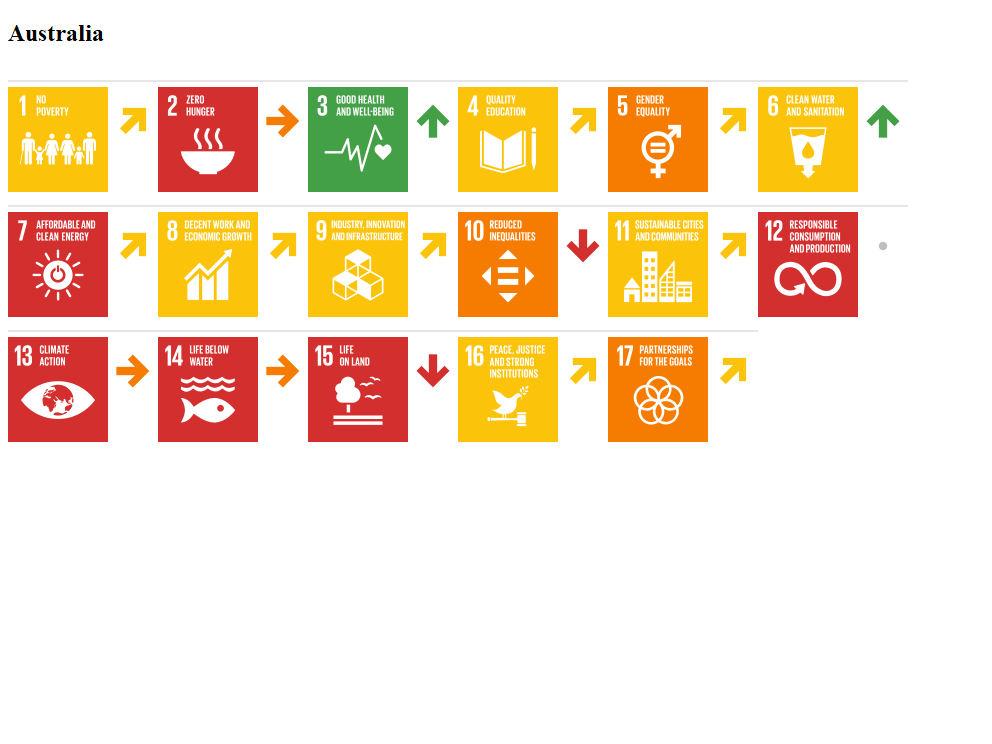 Australia
1 NO
POVERTY
2 ZERO
HUNGER
3 GOOD HEALTH
AND WELL-BEING
4 QUALITY
EDUCATION
5 GENDER
EQUALITY
6 CLEAN WATER
AND SANITATION
7 AFFORDABLE AND
CLEAN ENERGY
8 DECENT WORK AND
ECONOMIC GROWTH
9 INDUSTRY, INNOVATION
AND INFRASTRUCTURE
10 REDUCED
INEQUALITIES
11 SUSTAINABLE CITIES
AND COMMUNITIES
12 RESPONSIBLE
CONSUMPTION
AND PRODUCTION
13 CLIMATE
ACTION
14 LIFE BELOW
WATER
15 LIFE
ON LAND
16 PEACE, JUSTICE
AND STRONG
INSTITUTIONS
17 PARTNERSHIPS
FOR THE GOALS